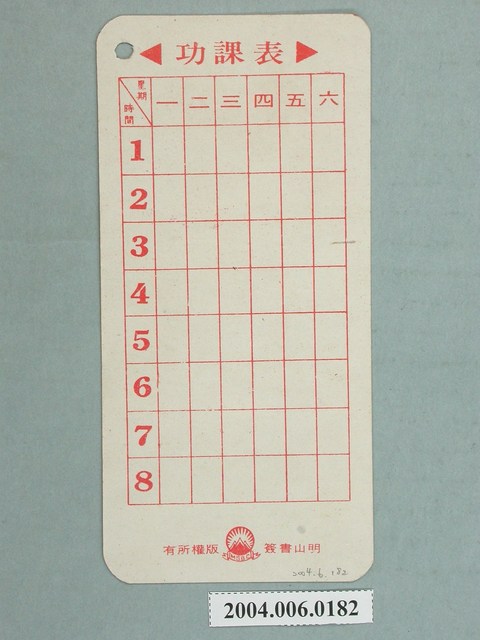 ◀ 功課表 ▶
星期
時間
一 二 三 四 五 六
1
2
3
4
5
6
7
8
有所權版 簽書山明
2004.6.182
2004.006.0182